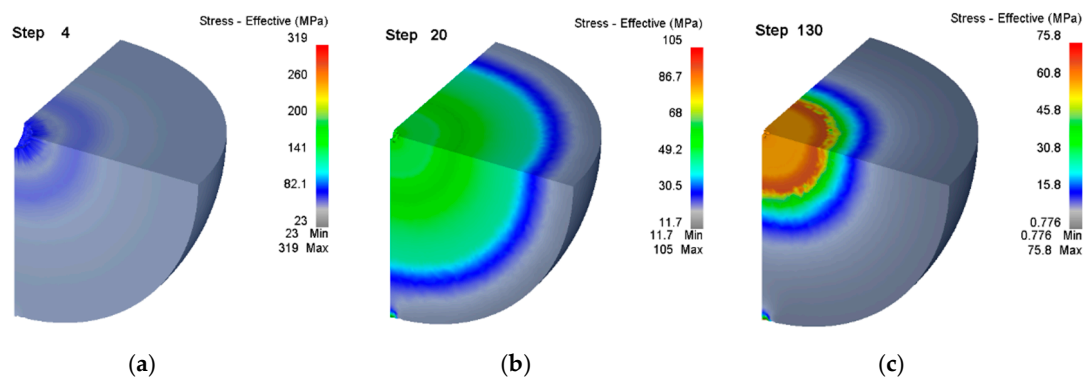 Step 4
Stress - Effective (MPa)
319
260
200
141
82.1
23
23 Min
319 Max
(a)
Step 20
Stress - Effective (MPa)
105
86.7
68
49.2
30.5
11.7
11.7 Min
105 Max
(b)
Step 130
Stress - Effective (MPa)
75.8
60.8
45.8
30.8
15.8
0.776
0.776 Min
75.8 Max
(c)